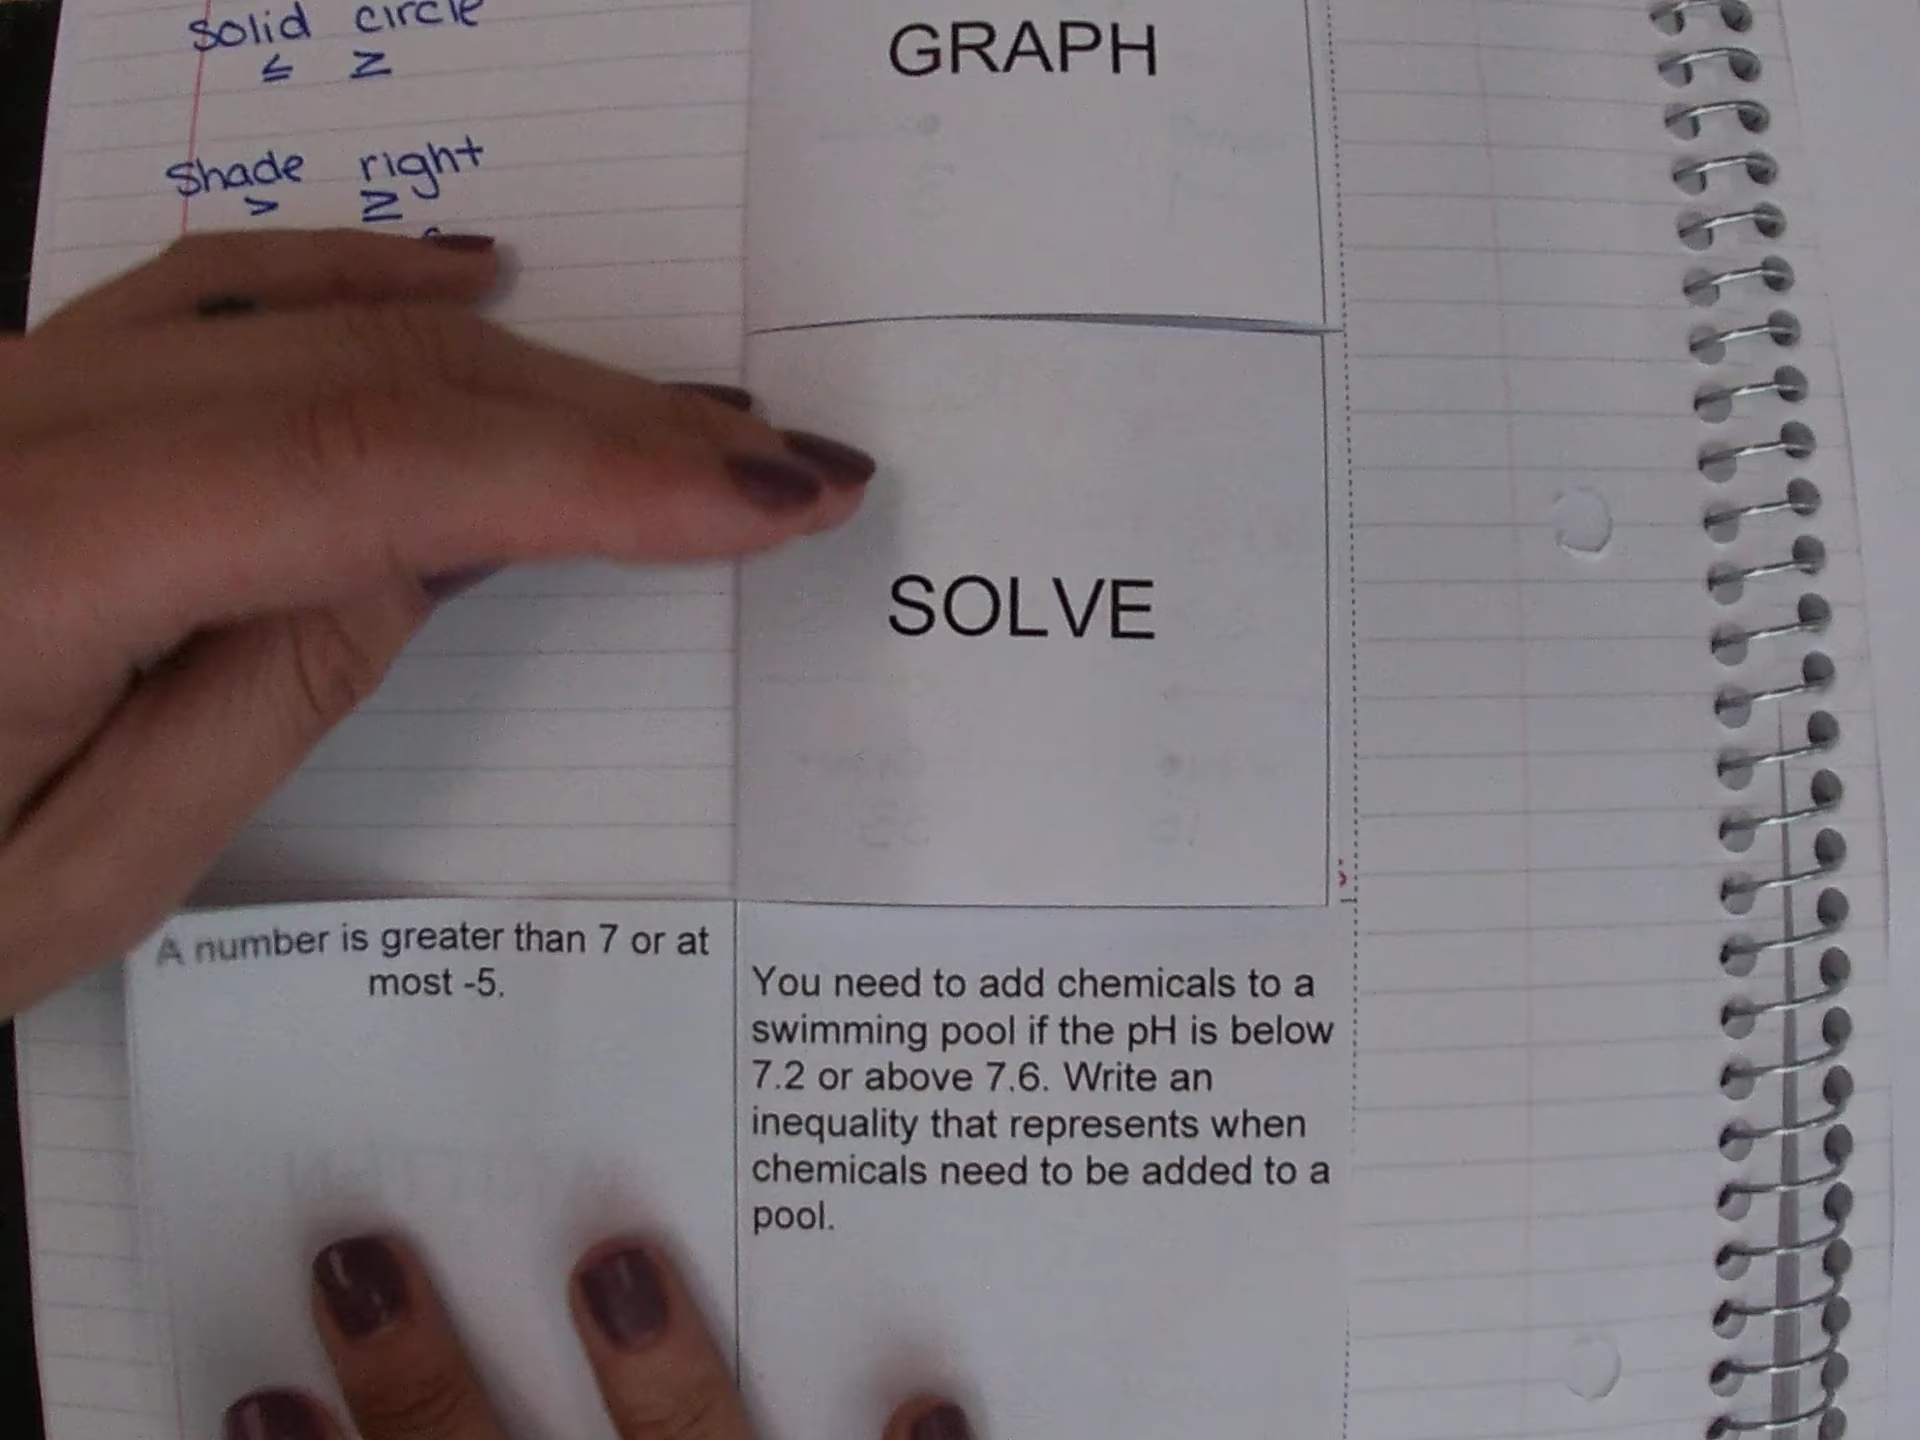 solid circle
≤ ≥
shade right
> ≥
GRAPH
SOLVE
A number is greater than 7 or at
most -5.
You need to add chemicals to a
swimming pool if the pH is below
7.2 or above 7.6. Write an
inequality that represents when
chemicals need to be added to a
pool.